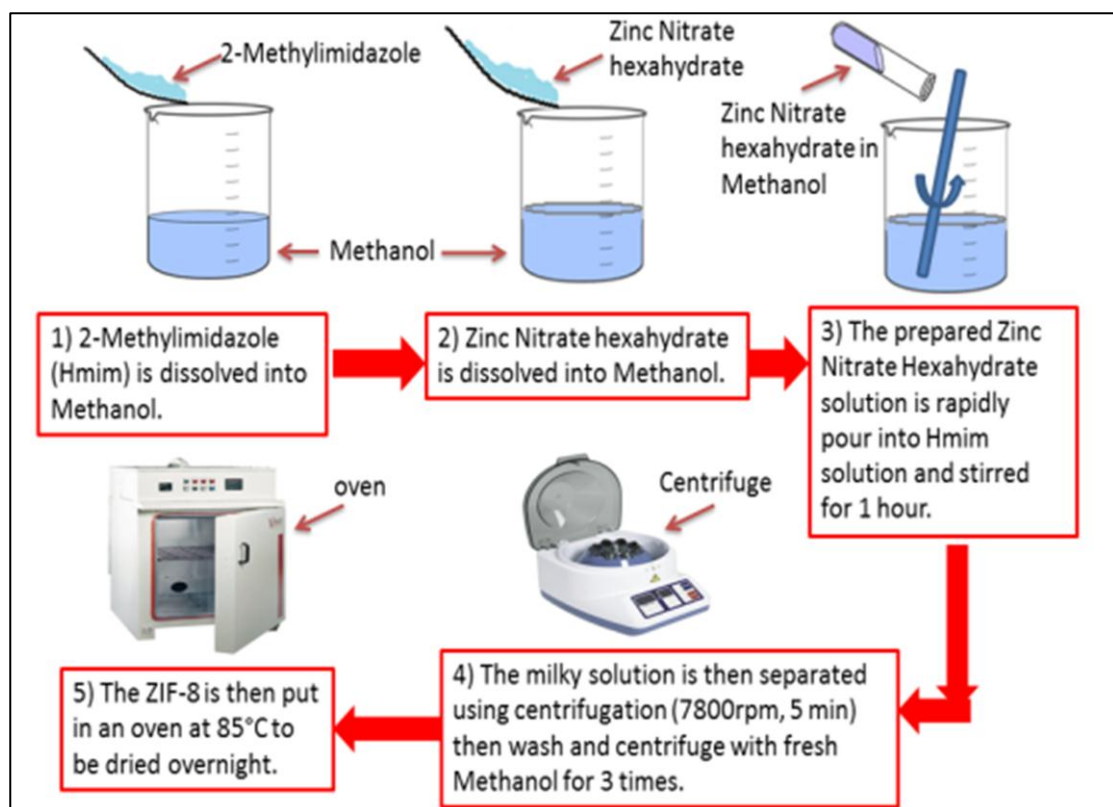 2-Methylimidazole
Zinc Nitrate
hexahydrate
Zinc Nitrate
hexahydrate in
Methanol
Methanol
1) 2-Methylimidazole
(Hmim) is dissolved into
Methanol.
2) Zinc Nitrate hexahydrate
is dissolved into Methanol.
3) The prepared Zinc
Nitrate Hexahydrate
solution is rapidly
pour into Hmim
solution and stirred
for 1 hour.
oven
Centrifuge
4) The milky solution is then separated
using centrifugation (7800rpm, 5 min)
then wash and centrifuge with fresh
Methanol for 3 times.
5) The ZIF-8 is then put
in an oven at 85°C to
be dried overnight.